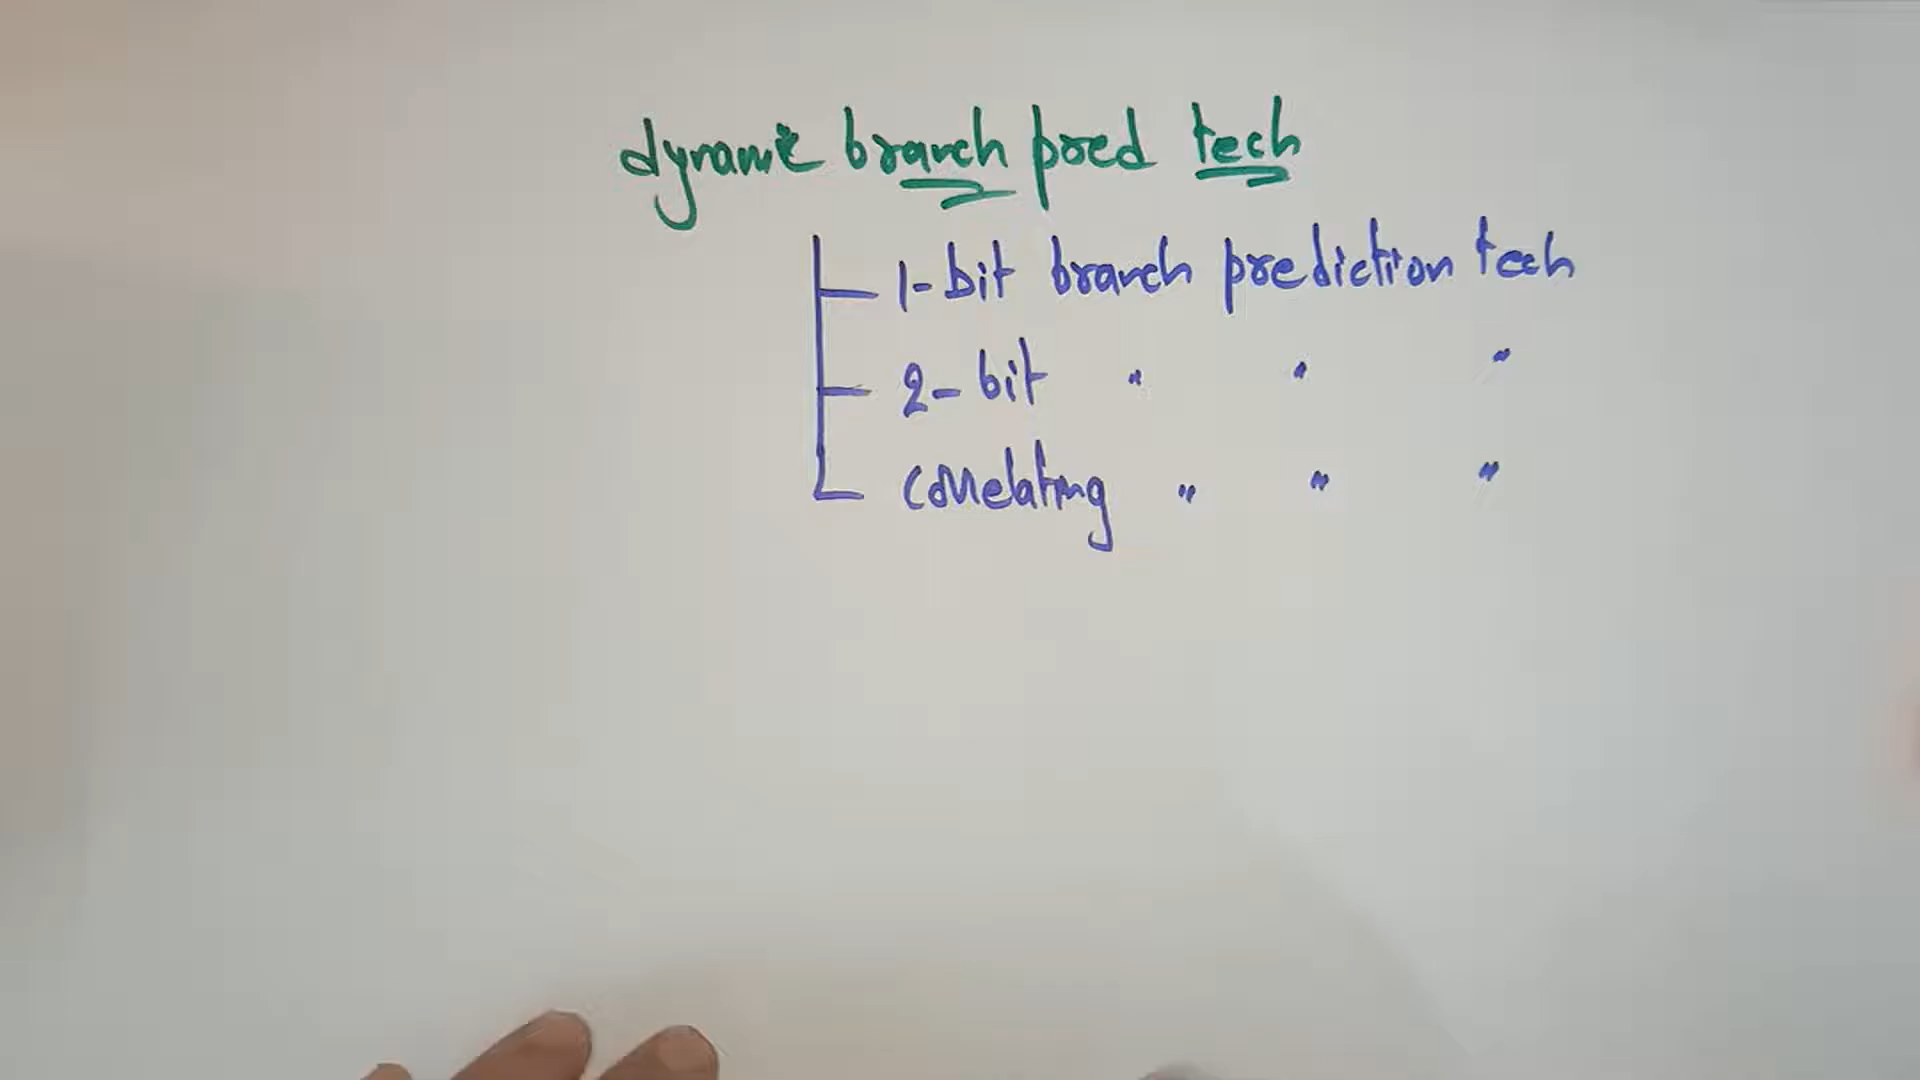 dynamic branch pred tech
1-bit branch prediction tech
2-bit " " "
correlating " " "